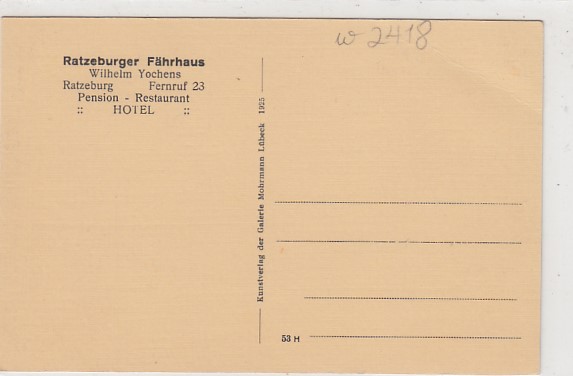 w 2418
Ratzeburger Fährhaus
Wilhelm Yochens
Ratzeburg Fernruf 23
Pension - Restaurant
:: HOTEL ::
Kunstverlag der Galerie Mohrmann Lübeck 1925
53 H